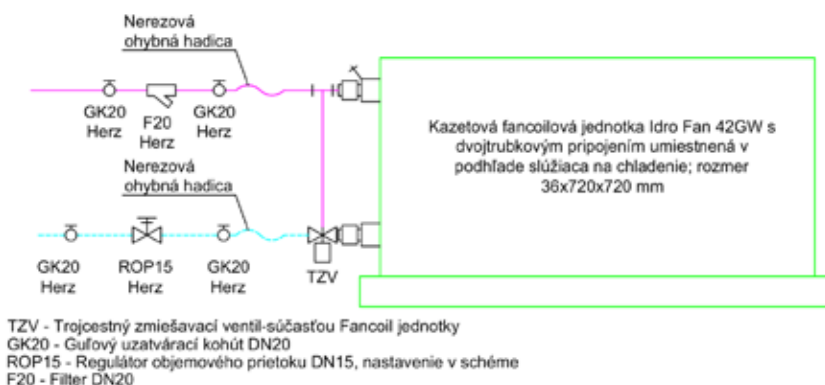 Nerezová
ohybná hadica
GK20
Herz
F20
Herz
GK20
Herz
Kazetová fancoilová jednotka Idro Fan 42GW s
dvojtrubkovým pripojením umiestnená v
podhľade slúžiaca na chladenie; rozmer
36x720x720 mm
Nerezová
ohybná hadica
GK20
Herz
ROP15
Herz
GK20
Herz
TZV
TZV - Trojcestný zmiešavací ventil-súčasťou Fancoil jednotky
GK20 - Guľový uzatvárací kohút DN20
ROP15 - Regulátor objemového prietoku DN15, nastavenie v schéme
F20 - Filter DN20